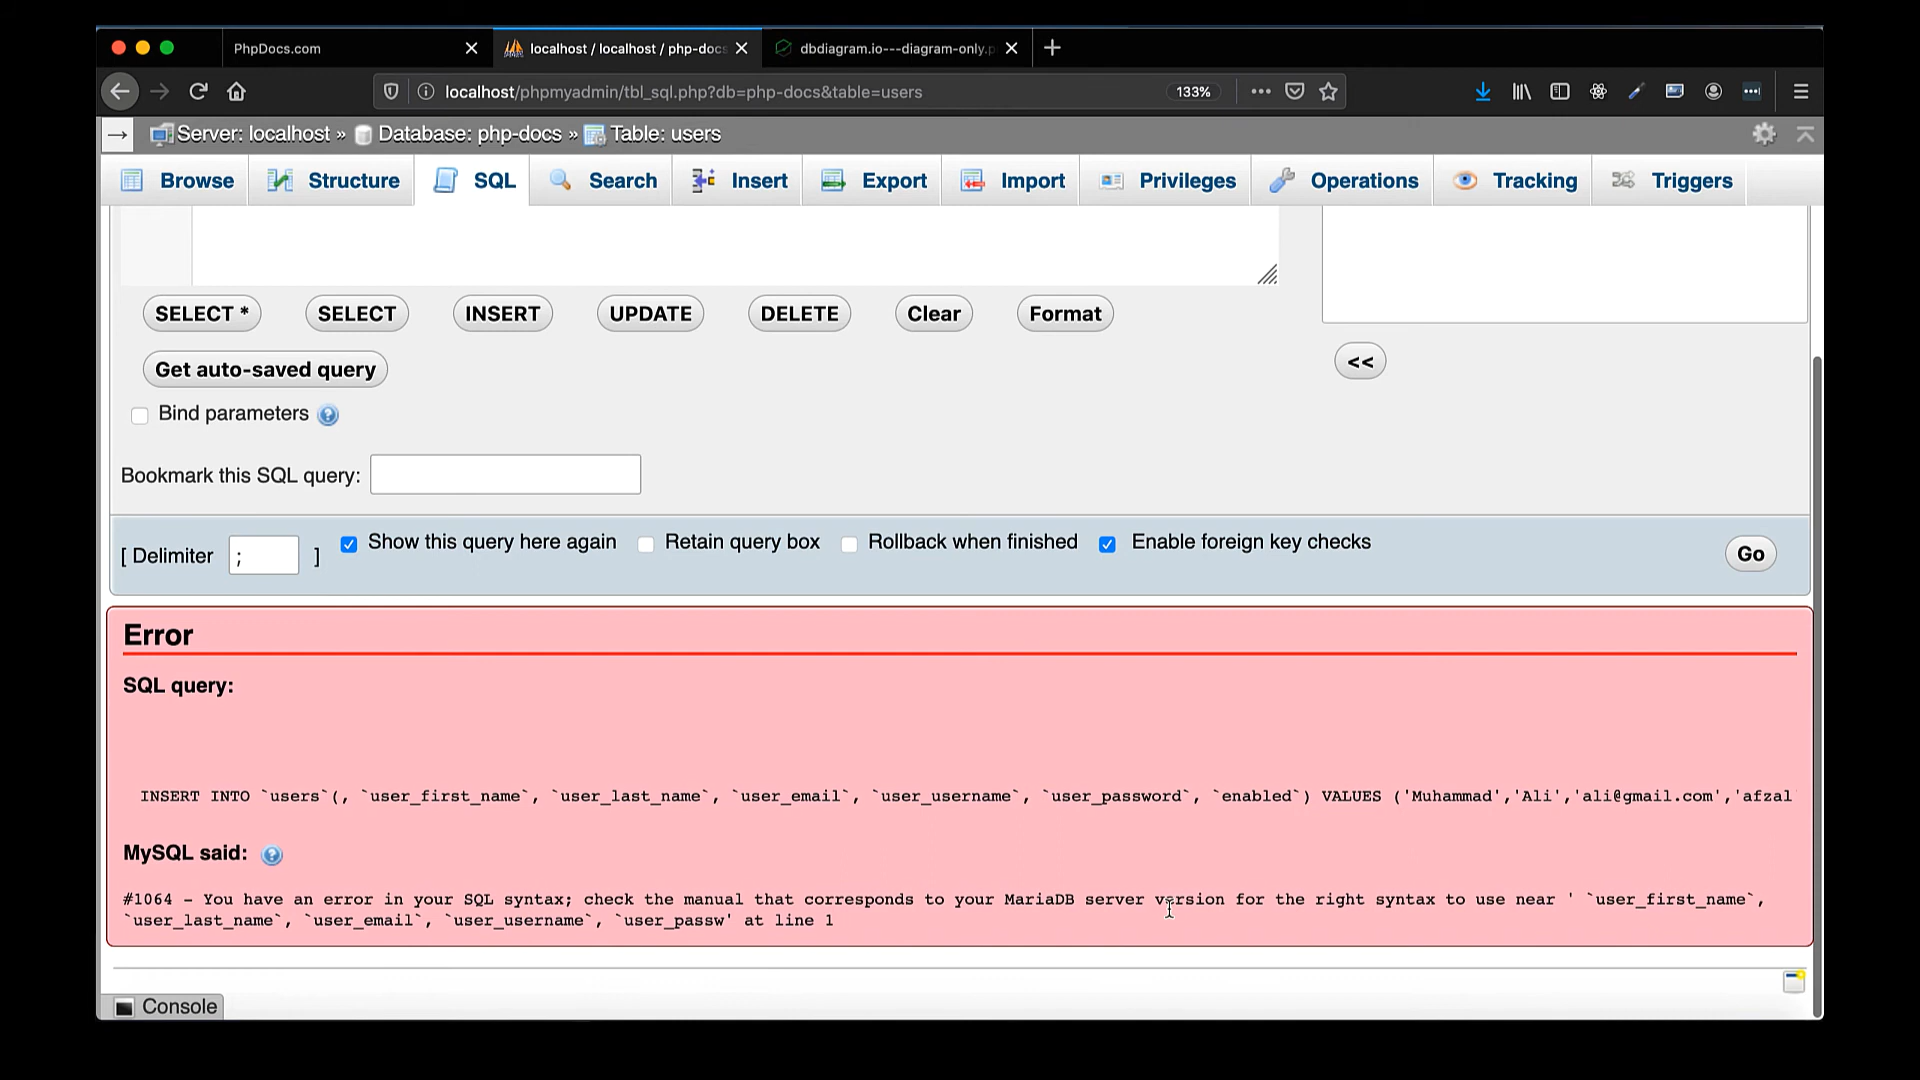 PhpDocs.com
localhost / localhost / php-docs
dbdiagram.io---diagram-only.p
localhost/phpmyadmin/tbl_sql.php?db=php-docs&table=users
133%
Server: localhost » Database: php-docs » Table: users
Browse Structure SQL Search Insert Export Import Privileges Operations Tracking Triggers
SELECT * SELECT INSERT UPDATE DELETE Clear Format
<<
Get auto-saved query
Bind parameters
Bookmark this SQL query:
[ Delimiter ; ] Show this query here again Retain query box Rollback when finished Enable foreign key checks
Go
Error
SQL query:
INSERT INTO `users`(, `user_first_name`, `user_last_name`, `user_email`, `user_username`, `user_password`, `enabled`) VALUES ('Muhammad','Ali','ali@gmail.com','afzal'
MySQL said:
#1064 - You have an error in your SQL syntax; check the manual that corresponds to your MariaDB server version for the right syntax to use near ' `user_first_name`,
`user_last_name`, `user_email`, `user_username`, `user_passw' at line 1
Console